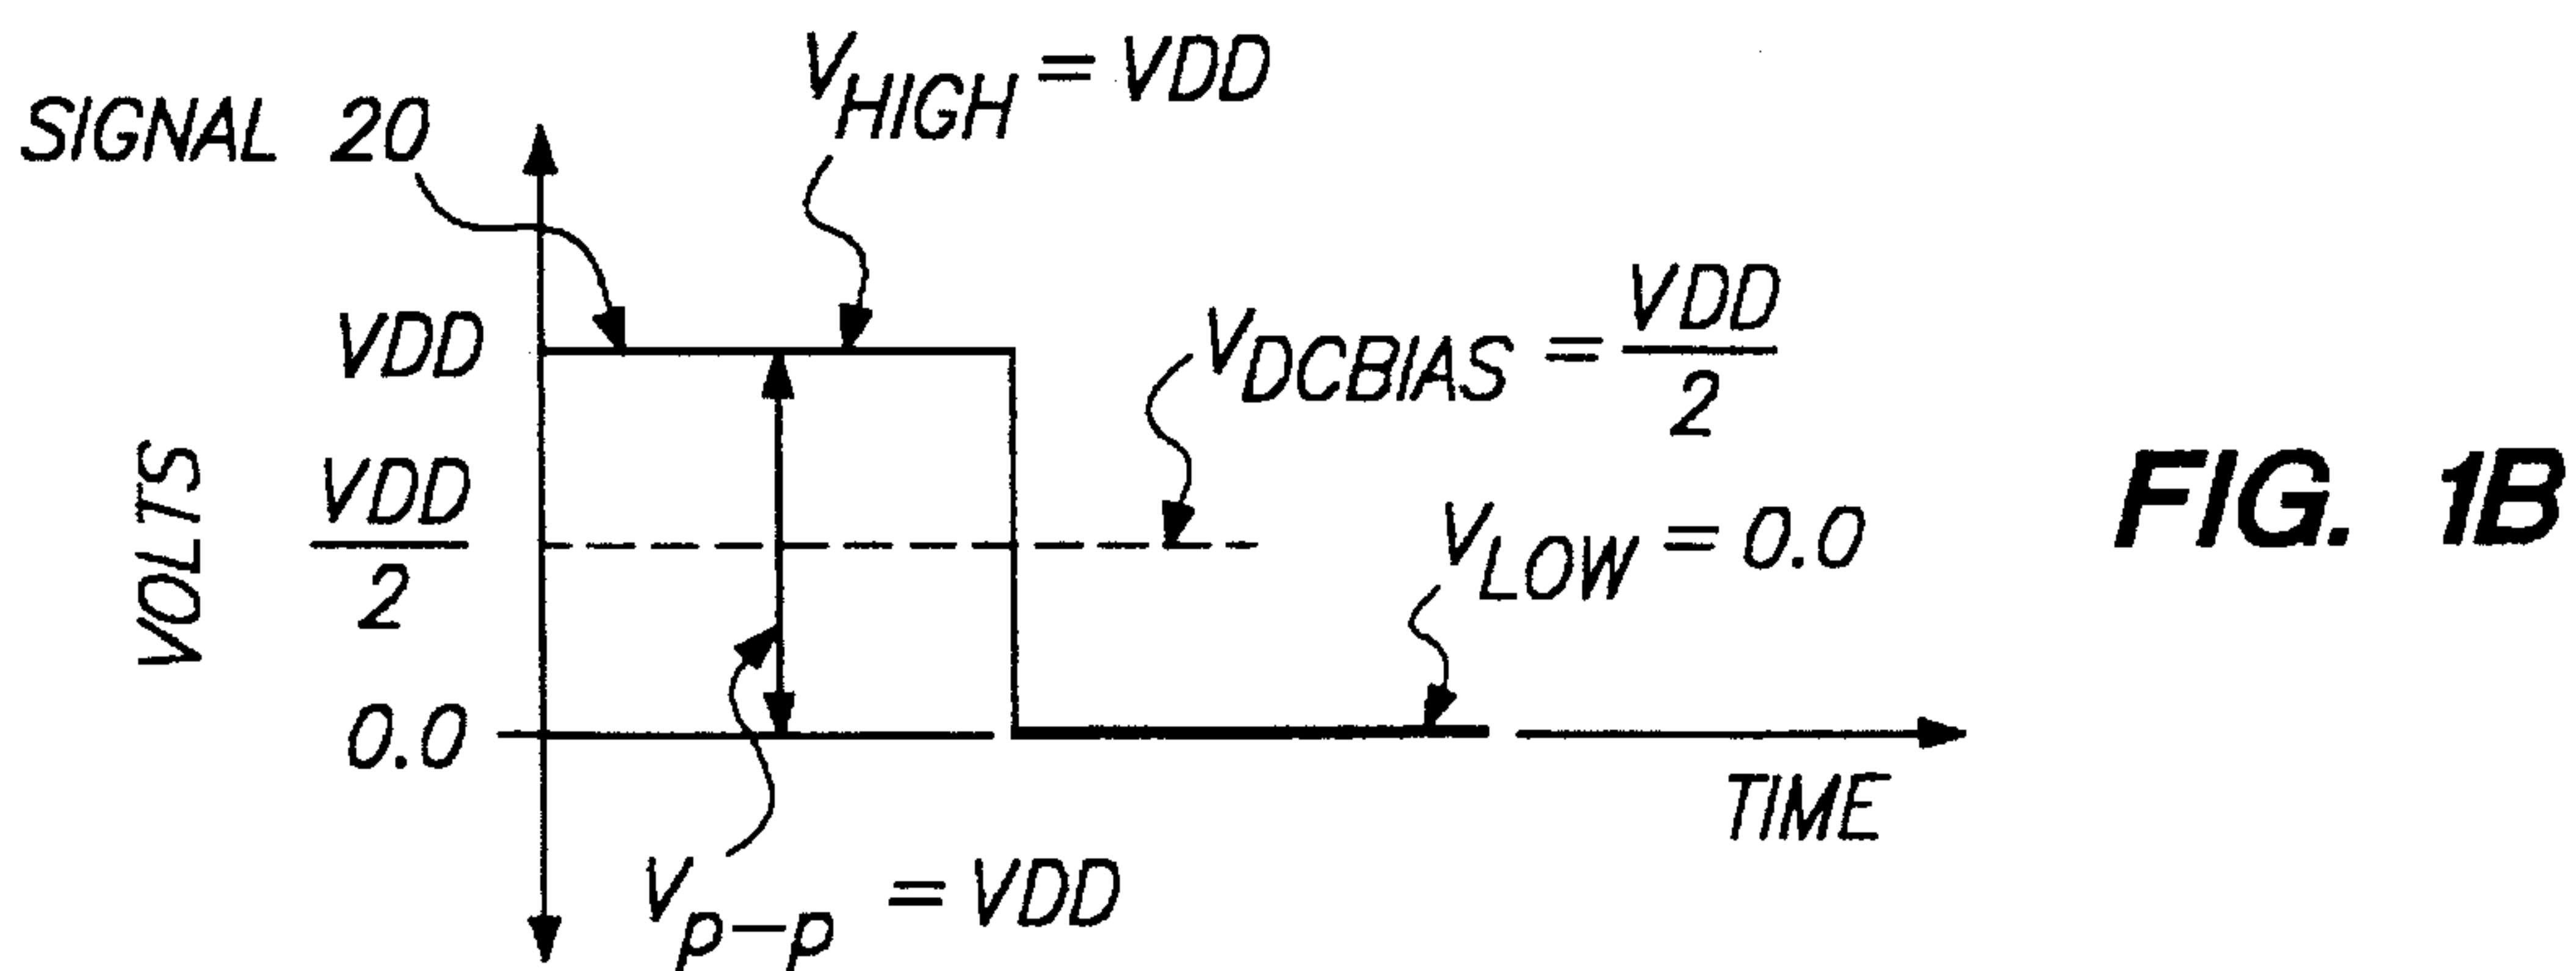 V_HIGH = VDD
SIGNAL 20
VDD
V_DCBIAS = VDD/2
VOLTS
VDD/2
V_LOW = 0.0
FIG. 1B
0.0
TIME
V_p-p = VDD